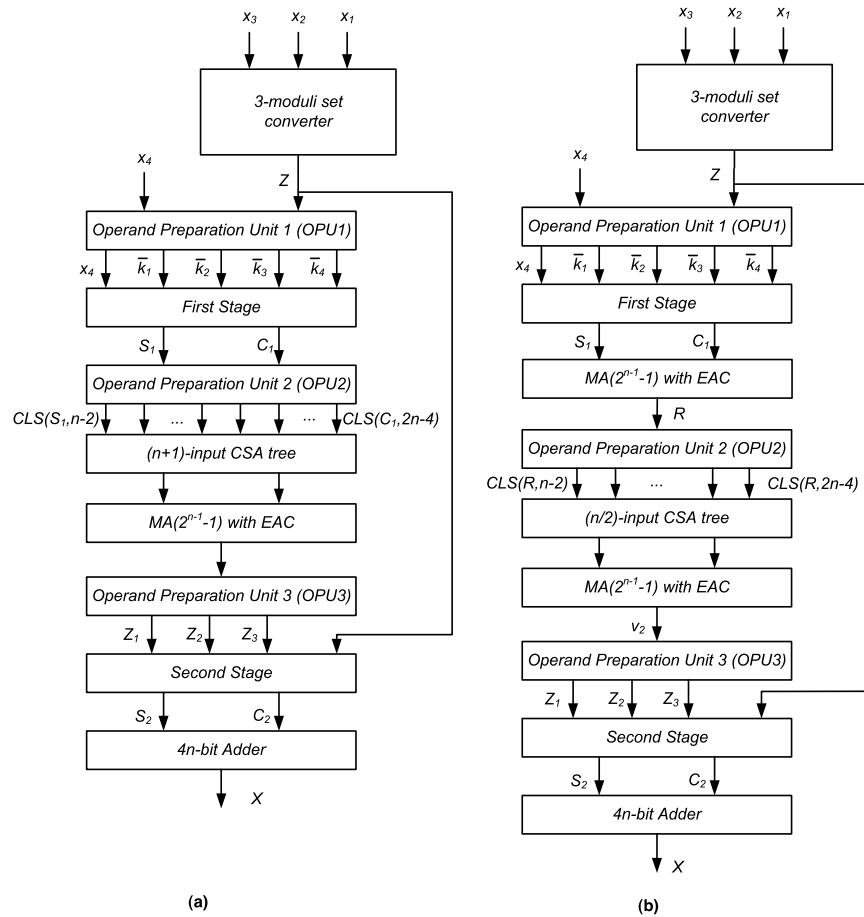 x3 x2 x1
3-moduli set
converter
x4
Z
Operand Preparation Unit 1 (OPU1)
x4 k̅1 k̅2 k̅3 k̅4
First Stage
S1 C1
Operand Preparation Unit 2 (OPU2)
CLS(S1,n-2) ... ... CLS(C1,2n-4)
(n+1)-input CSA tree
MA(2^n-1-1) with EAC
Operand Preparation Unit 3 (OPU3)
Z1 Z2 Z3
Second Stage
S2 C2
4n-bit Adder
X
(a)
x3 x2 x1
3-moduli set
converter
x4
Z
Operand Preparation Unit 1 (OPU1)
x4 k̅1 k̅2 k̅3 k̅4
First Stage
S1 C1
MA(2^n-1-1) with EAC
R
Operand Preparation Unit 2 (OPU2)
CLS(R,n-2) ... CLS(R,2n-4)
(n/2)-input CSA tree
MA(2^n-1-1) with EAC
v2
Operand Preparation Unit 3 (OPU3)
Z1 Z2 Z3
Second Stage
S2 C2
4n-bit Adder
X
(b)